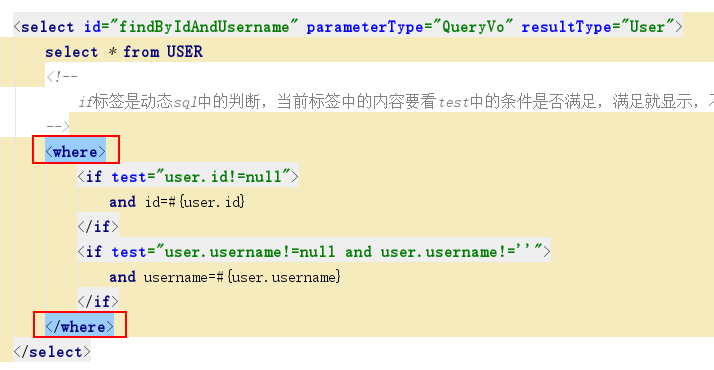 <select id="findByIdAndUsername" parameterType="QueryVo" resultType="User">
select * from USER
<!--
if标签是动态sql中的判断，当前标签中的内容要看test中的条件是否满足，满足就显示，
-->
<where>
<if test="user.id!=null">
and id=#{user.id}
</if>
<if test="user.username!=null and user.username!=''">
and username=#{user.username}
</if>
</where>
</select>